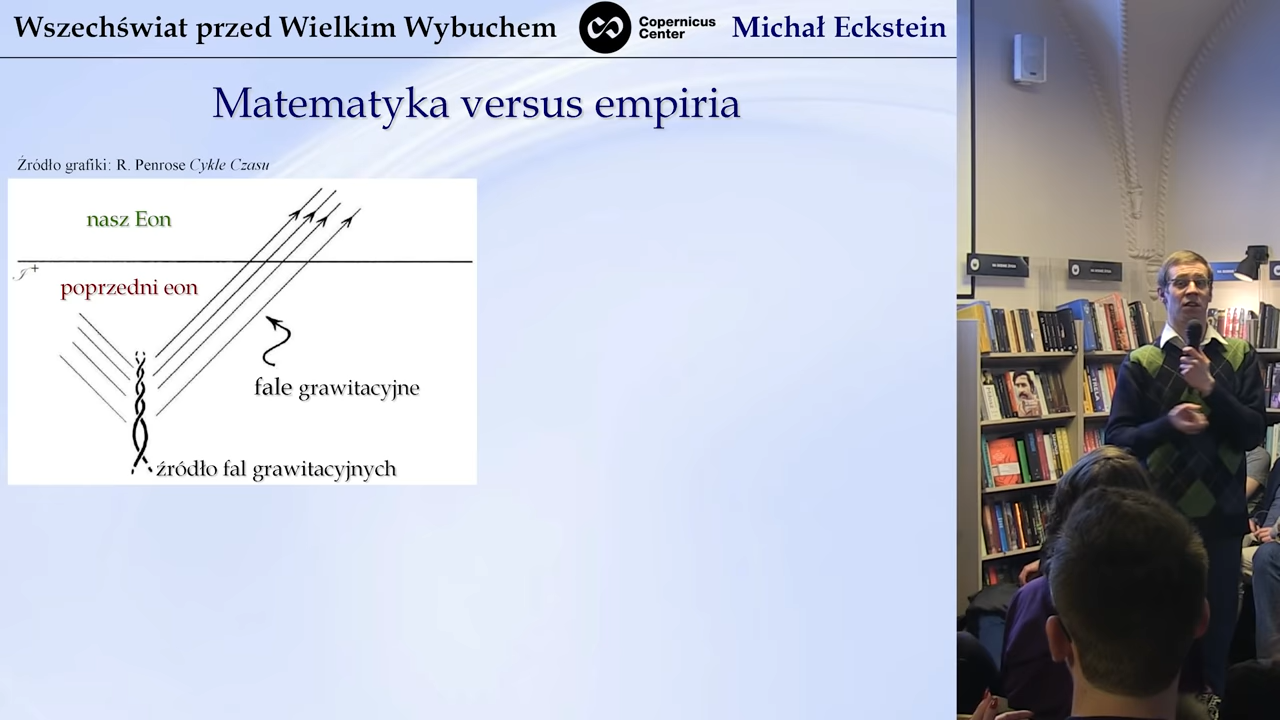 Wszechświat przed Wielkim Wybuchem
Copernicus
Center
Michał Eckstein
Matematyka versus empiria
Źródło grafiki: R. Penrose Cykle Czasu
nasz Eon
ℐ+
poprzedni eon
fale grawitacyjne
źródło fal grawitacyjnych